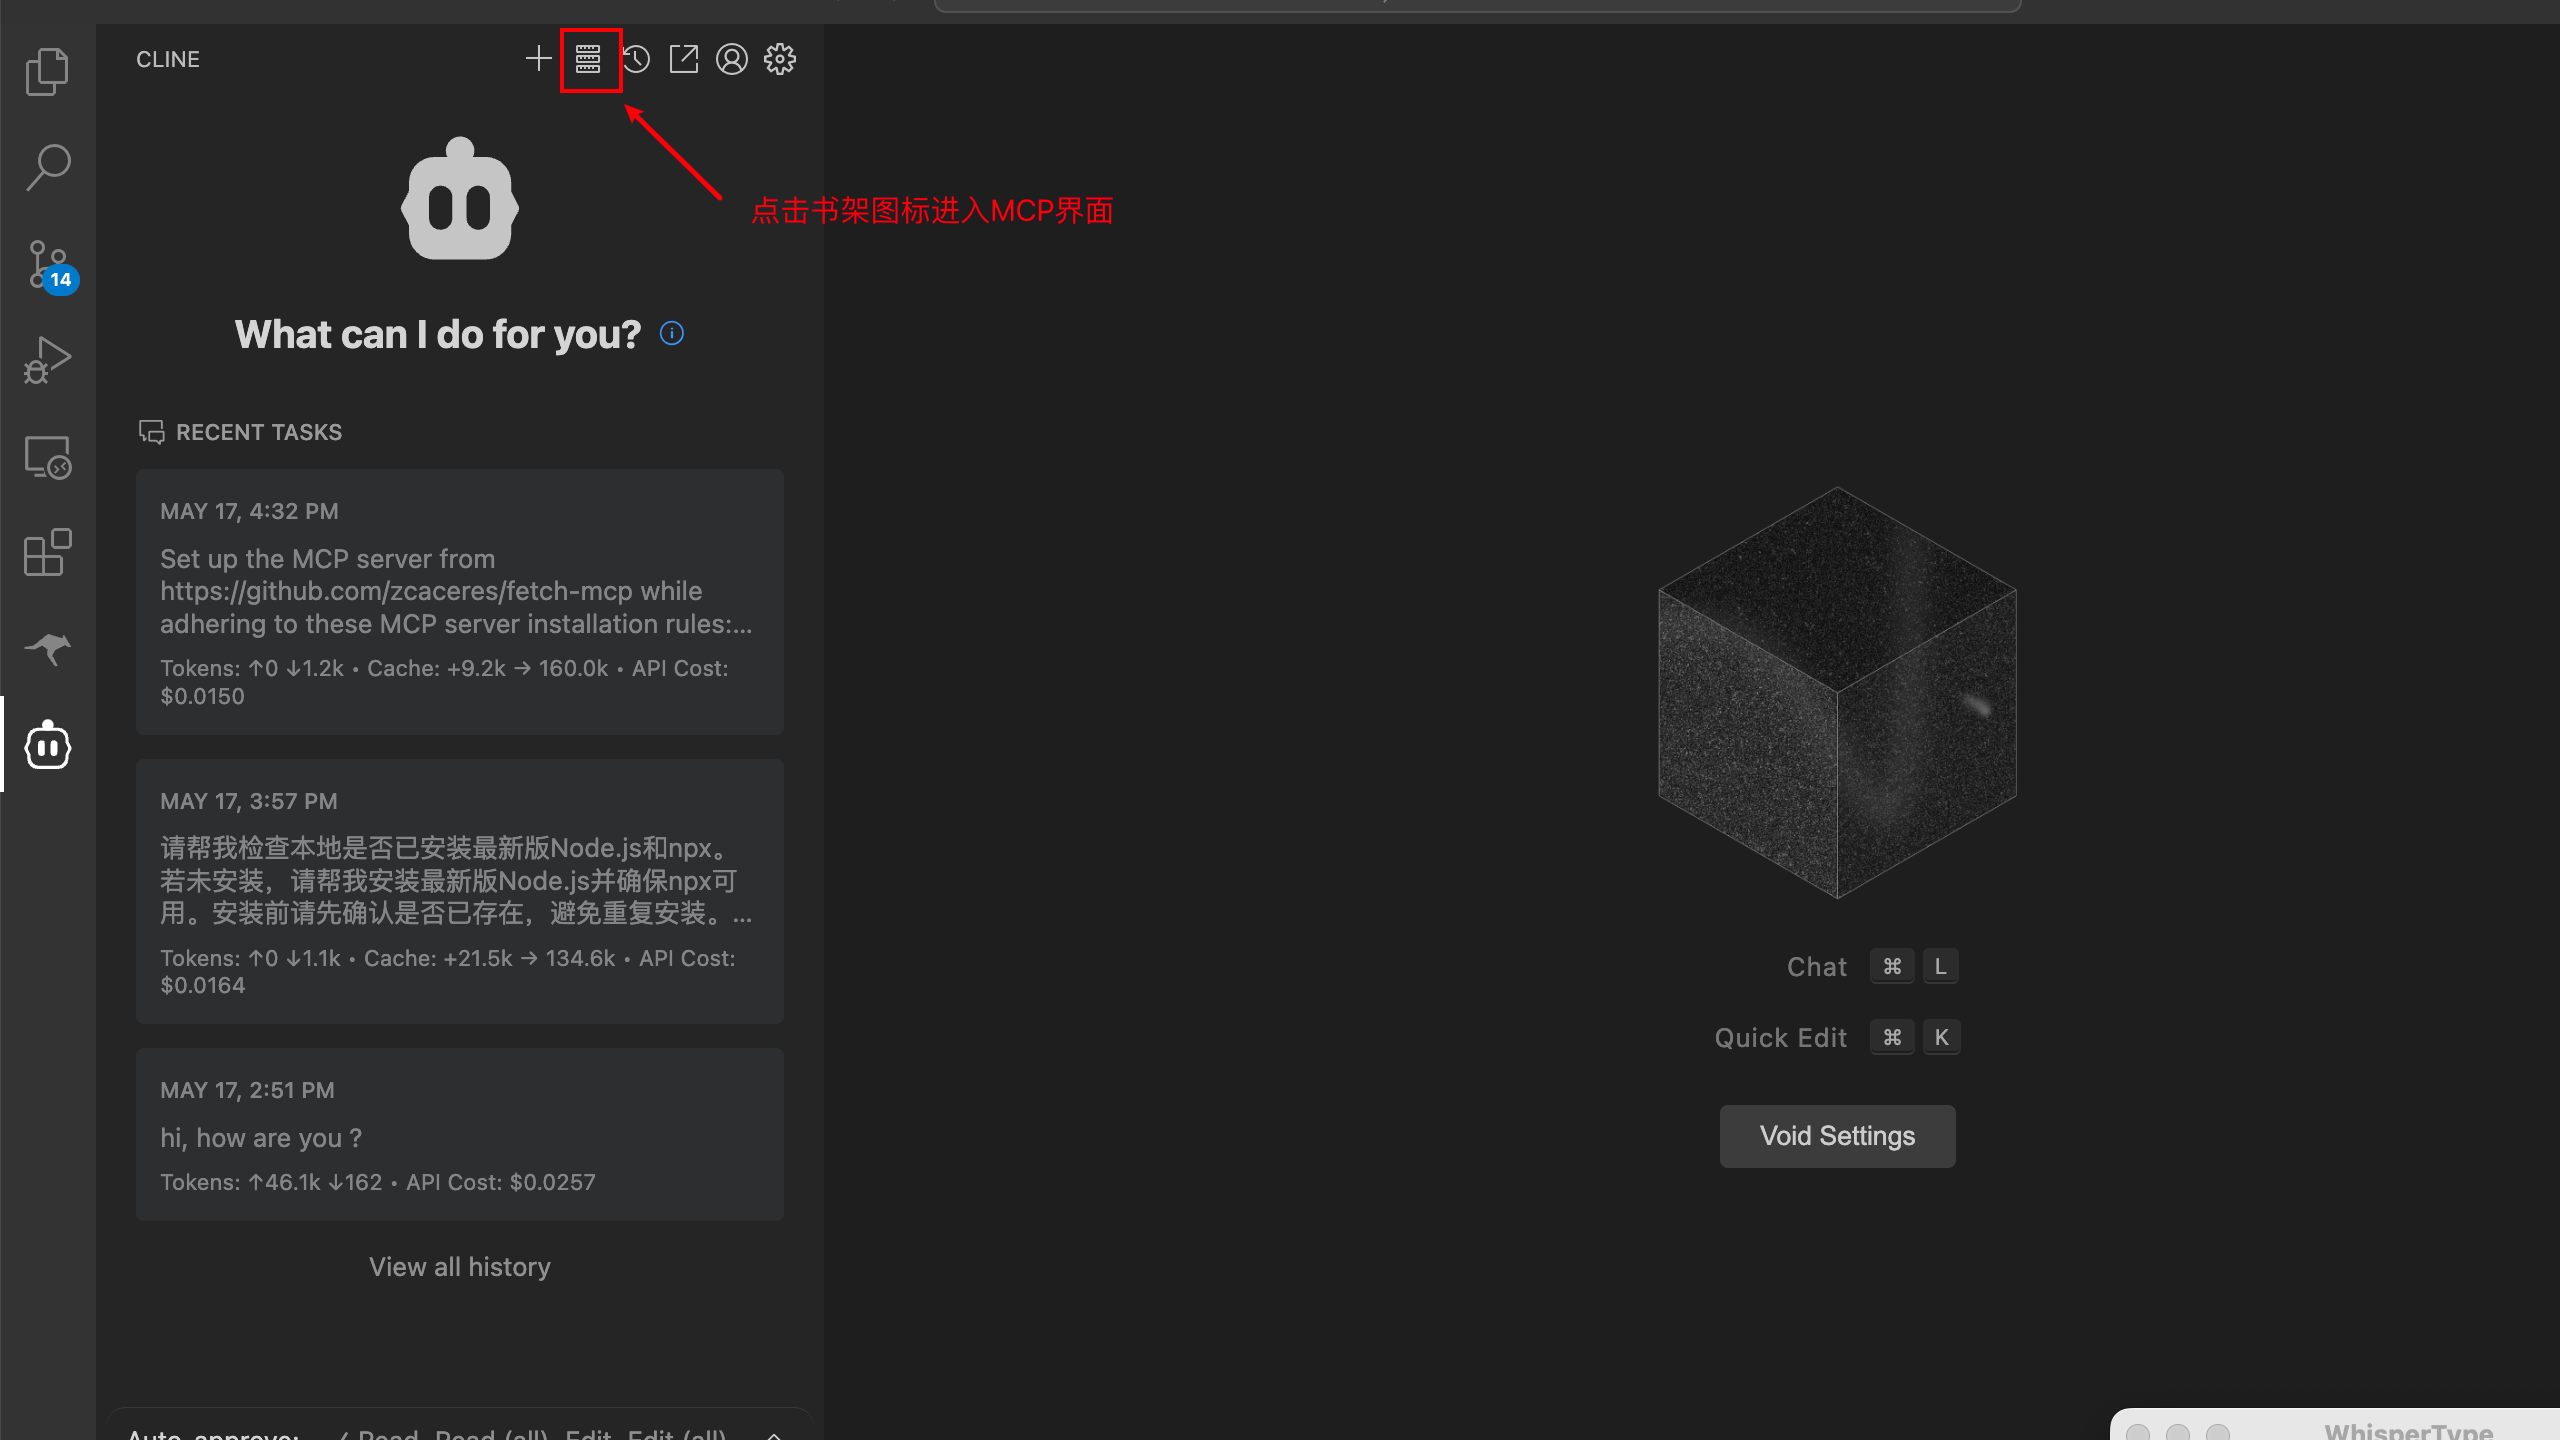 CLINE
点击书架图标进入MCP界面
14
What can I do for you?
RECENT TASKS
MAY 17, 4:32 PM
Set up the MCP server from
https://github.com/zcaceres/fetch-mcp while
adhering to these MCP server installation rules:...
Tokens: ↑0 ↓1.2k • Cache: +9.2k → 160.0k • API Cost:
$0.0150
MAY 17, 3:57 PM
请帮我检查本地是否已安装最新版Node.js和npx。
若未安装，请帮我安装最新版Node.js并确保npx可
用。安装前请先确认是否已存在，避免重复安装。...
Tokens: ↑0 ↓1.1k • Cache: +21.5k → 134.6k • API Cost:
$0.0164
MAY 17, 2:51 PM
hi, how are you ?
Tokens: ↑46.1k ↓162 • API Cost: $0.0257
View all history
Auto-approve: ✓ Read, Read (all), Edit, Edit (all)
Chat ⌘ L
Quick Edit ⌘ K
Void Settings
WhisperType